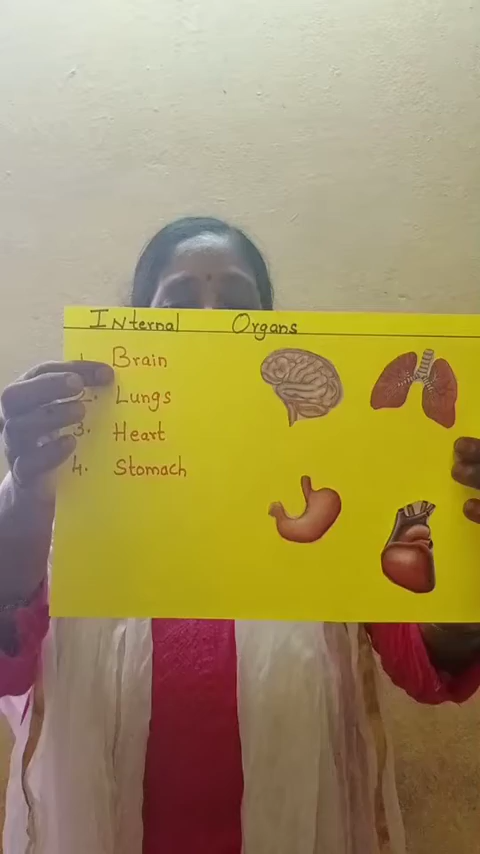 Internal Organs
1. Brain
2. Lungs
3. Heart
4. Stomach